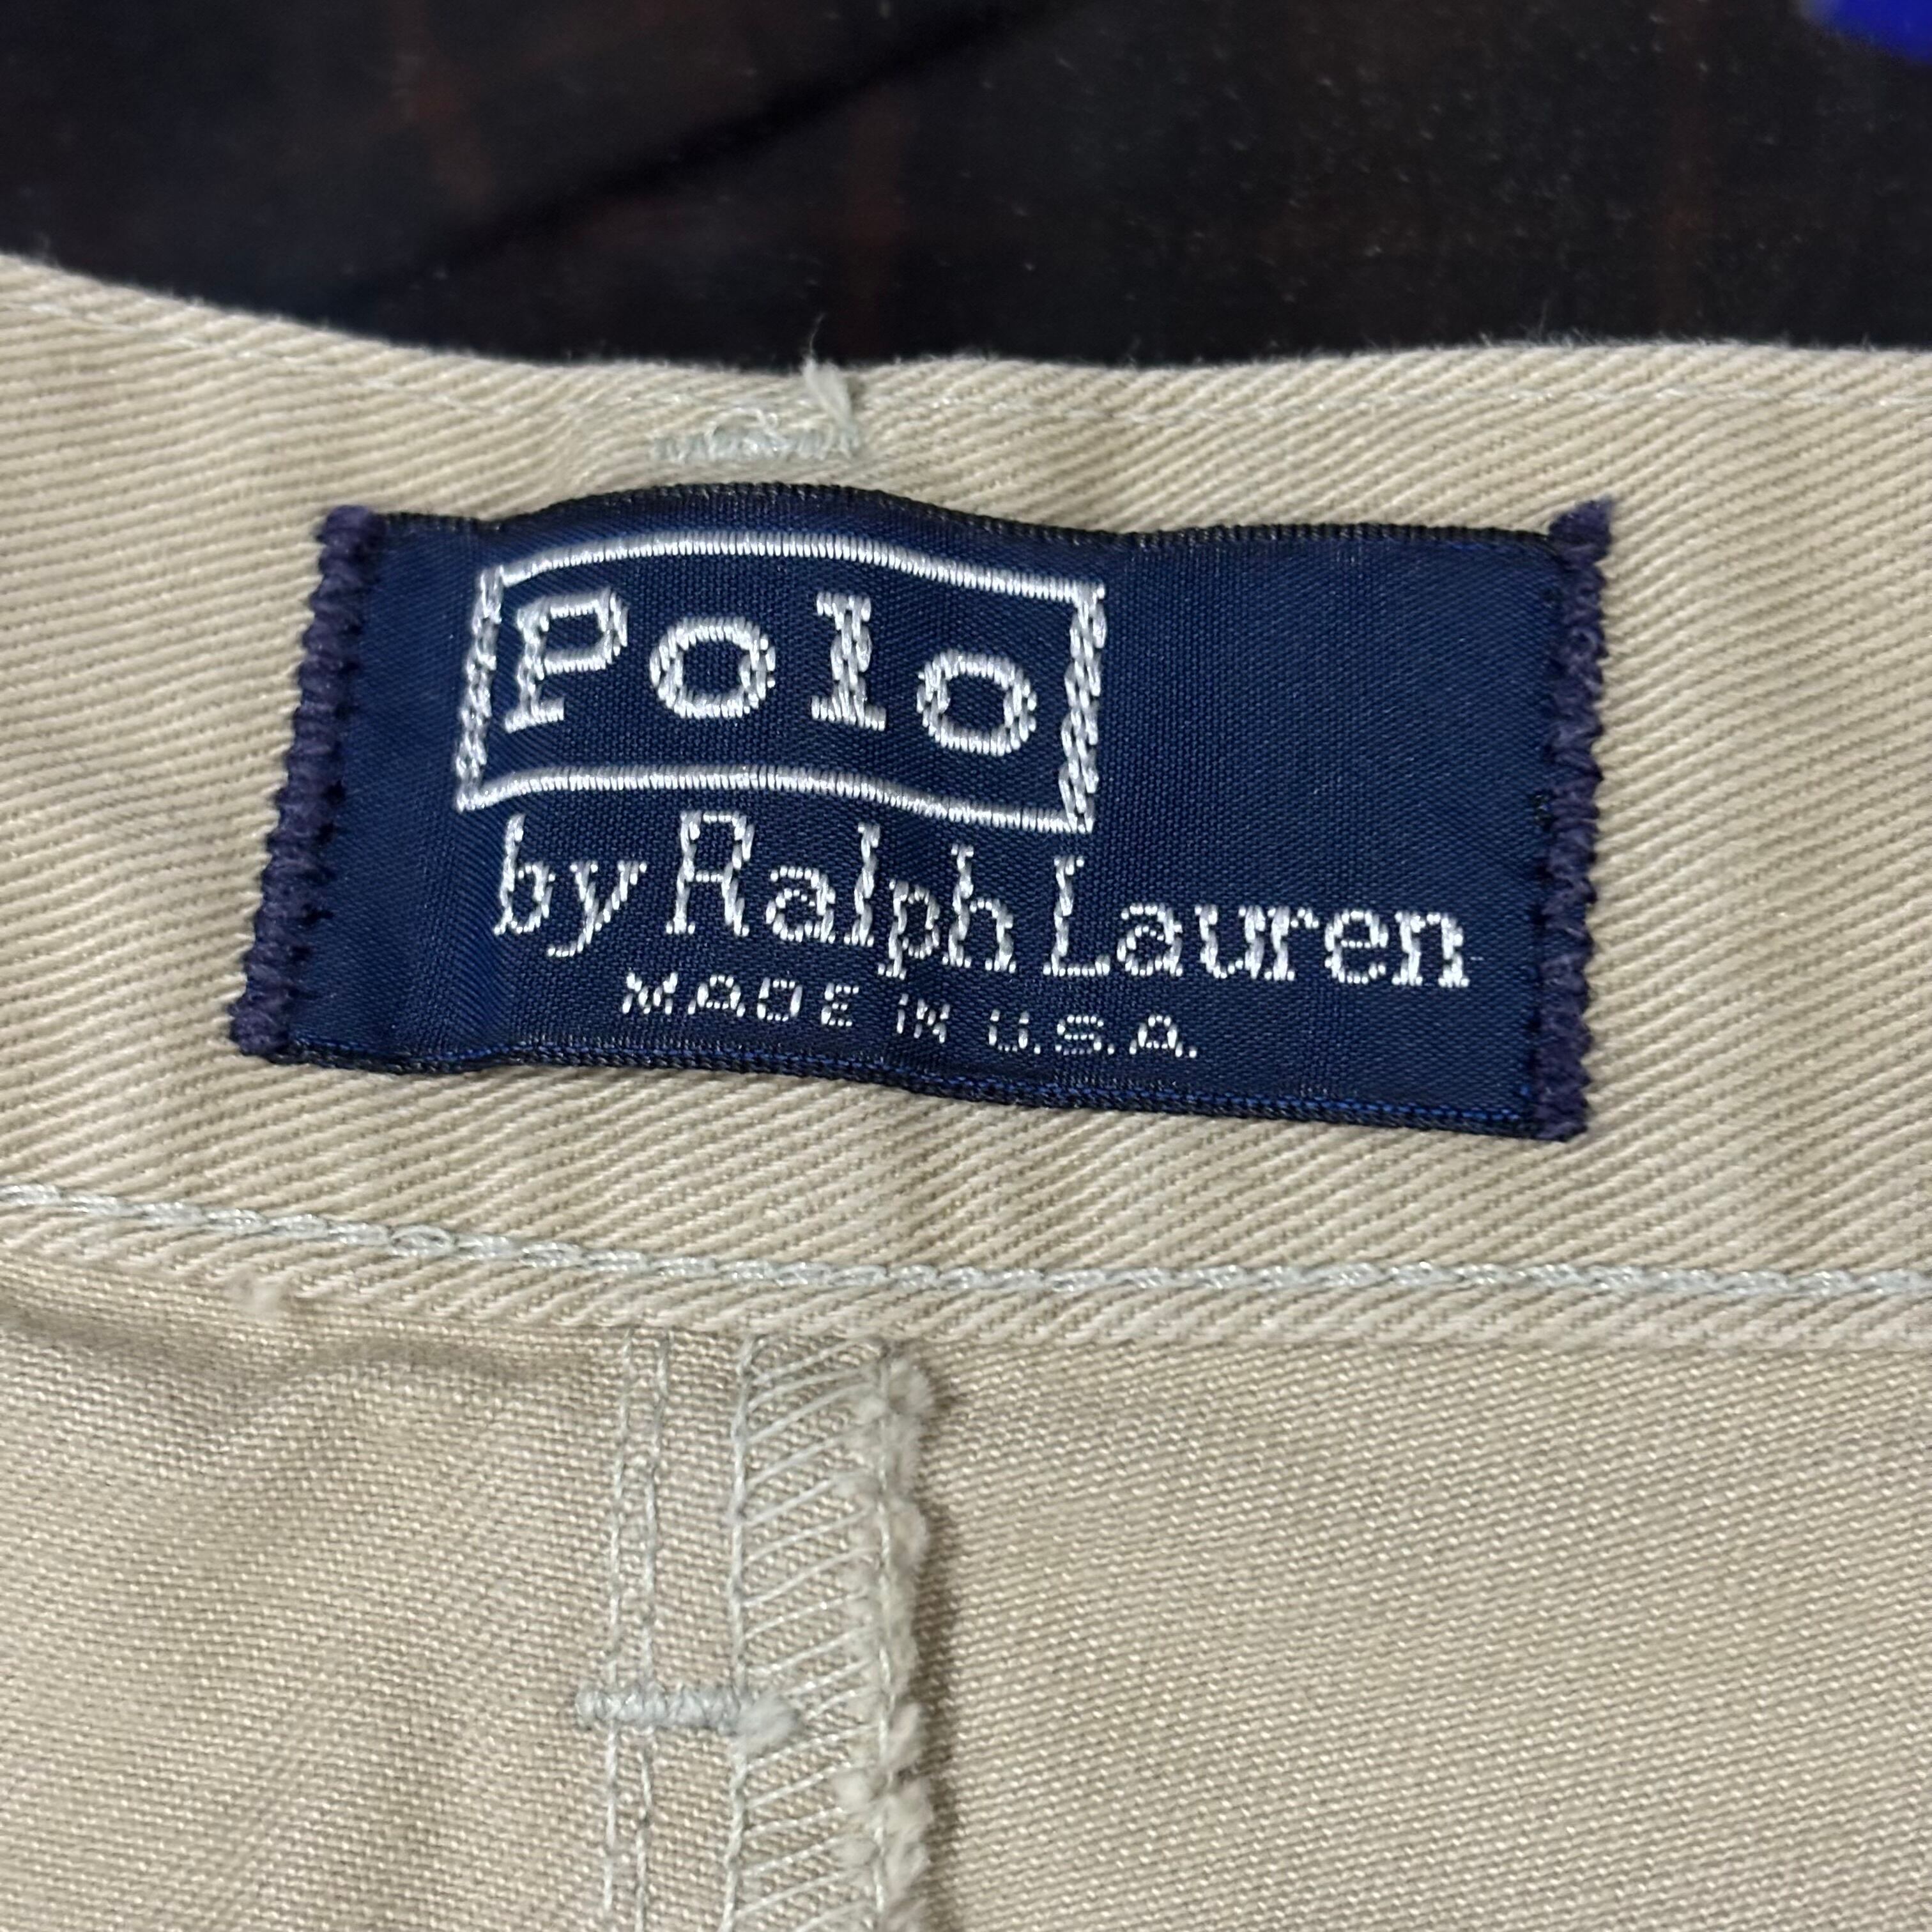 Polo
by Ralph Lauren
MADE IN U.S.A.